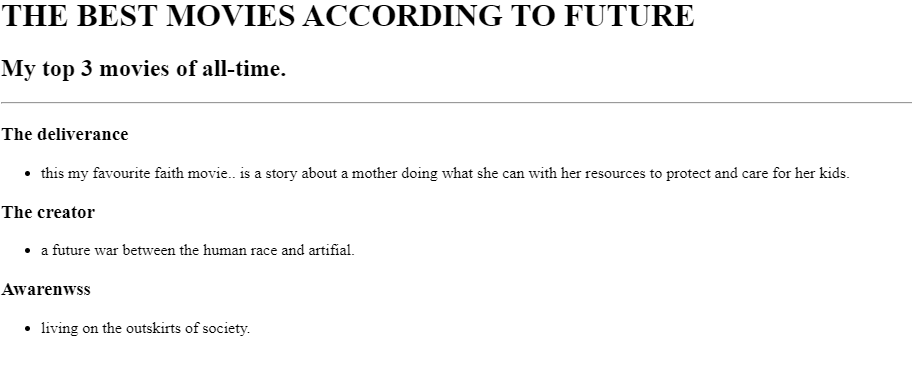 THE BEST MOVIES ACCORDING TO FUTURE
My top 3 movies of all-time.
The deliverance
• this my favourite faith movie.. is a story about a mother doing what she can with her resources to protect and care for her kids.
The creator
• a future war between the human race and artifial.
Awarenwss
• living on the outskirts of society.